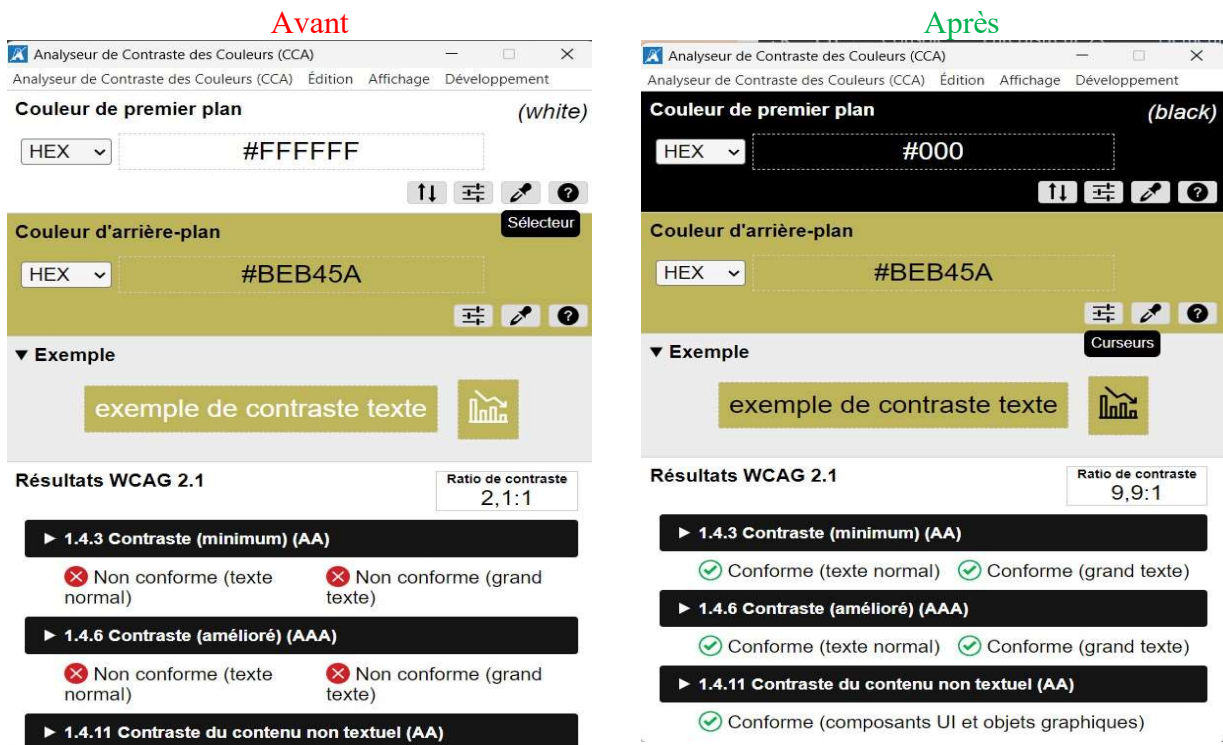 Avant
Analyseur de Contraste des Couleurs (CCA)
Analyseur de Contraste des Couleurs (CCA) Édition Affichage Développement
Couleur de premier plan (white)
HEX #FFFFFF
Sélecteur
Couleur d'arrière-plan
HEX #BEB45A
▼ Exemple
exemple de contraste texte
Résultats WCAG 2.1
Ratio de contraste
2,1:1
► 1.4.3 Contraste (minimum) (AA)
Non conforme (texte normal)
Non conforme (grand texte)
► 1.4.6 Contraste (amélioré) (AAA)
Non conforme (texte normal)
Non conforme (grand texte)
► 1.4.11 Contraste du contenu non textuel (AA)
Après
Analyseur de Contraste des Couleurs (CCA)
Analyseur de Contraste des Couleurs (CCA) Édition Affichage Développement
Couleur de premier plan (black)
HEX #000
Couleur d'arrière-plan
HEX #BEB45A
Curseurs
▼ Exemple
exemple de contraste texte
Résultats WCAG 2.1
Ratio de contraste
9,9:1
► 1.4.3 Contraste (minimum) (AA)
Conforme (texte normal) Conforme (grand texte)
► 1.4.6 Contraste (amélioré) (AAA)
Conforme (texte normal) Conforme (grand texte)
► 1.4.11 Contraste du contenu non textuel (AA)
Conforme (composants UI et objets graphiques)